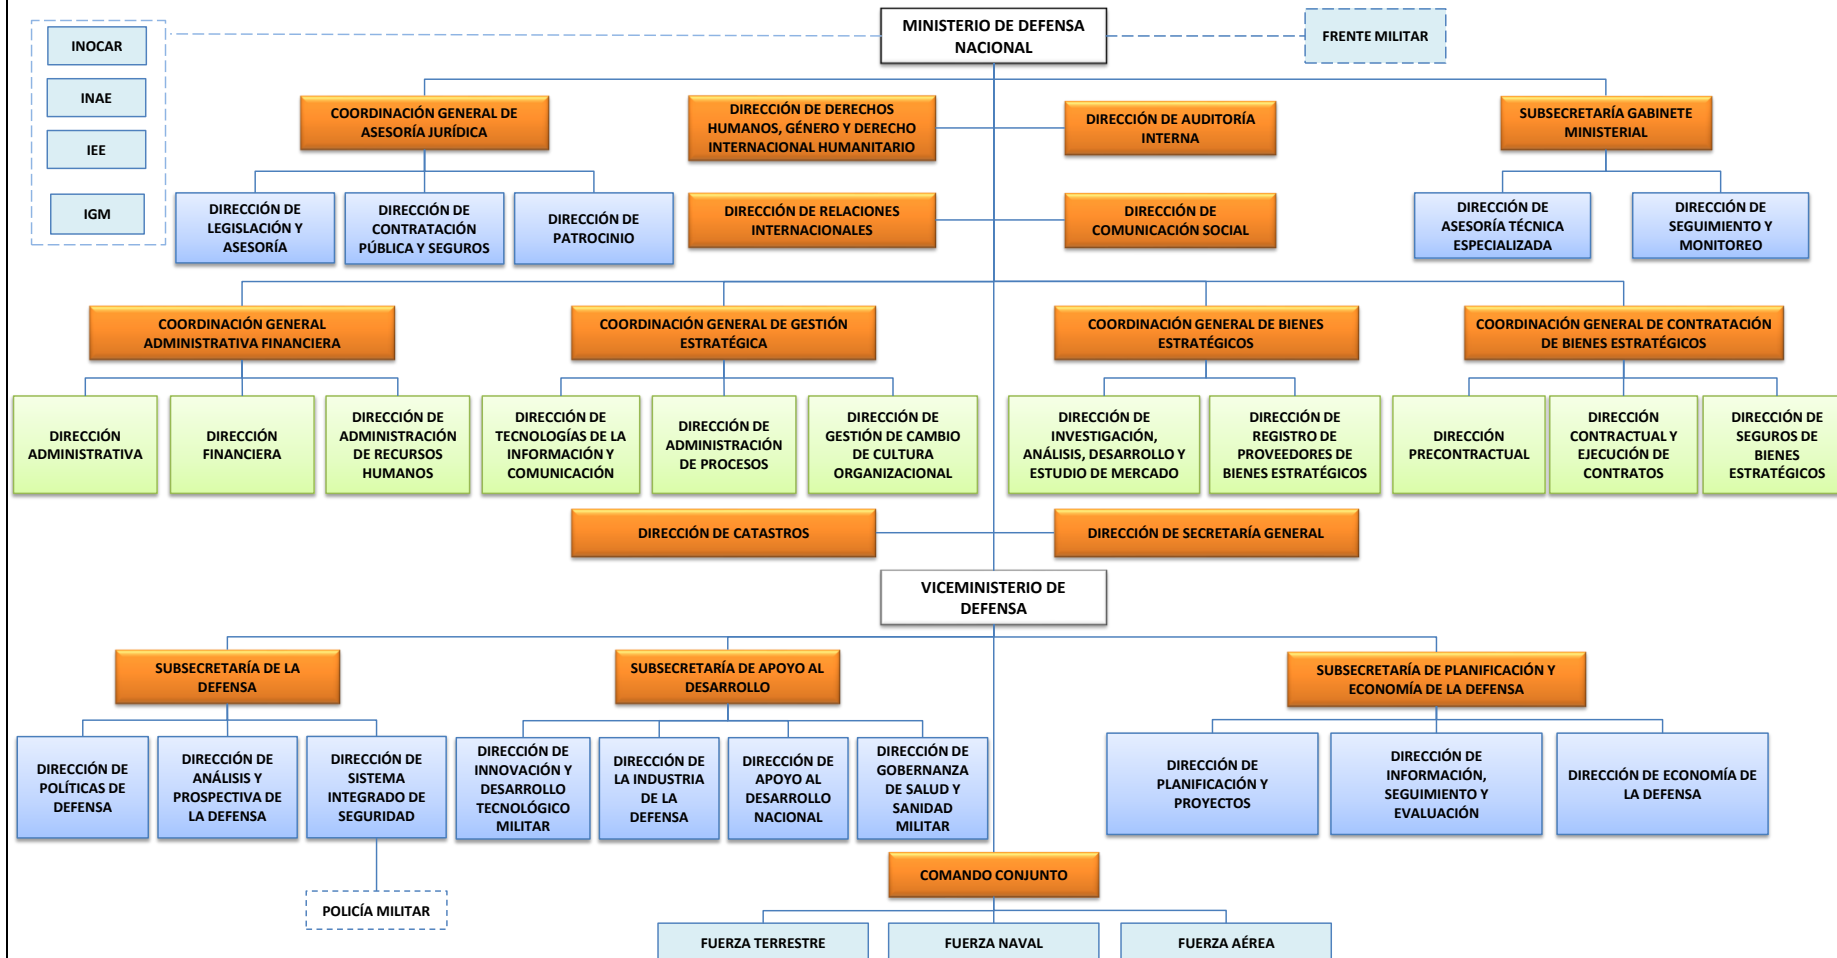 MINISTERIO DE DEFENSA
NACIONAL
FRENTE MILITAR
INOCAR
INAE
IEE
IGM
COORDINACIÓN GENERAL DE
ASESORÍA JURÍDICA
DIRECCIÓN DE DERECHOS
HUMANOS, GÉNERO Y DERECHO
INTERNACIONAL HUMANITARIO
DIRECCIÓN DE AUDITORÍA
INTERNA
SUBSECRETARÍA GABINETE
MINISTERIAL
DIRECCIÓN DE
LEGISLACIÓN Y
ASESORÍA
DIRECCIÓN DE
CONTRATACIÓN
PÚBLICA Y SEGUROS
DIRECCIÓN DE
PATROCINIO
DIRECCIÓN DE RELACIONES
INTERNACIONALES
DIRECCIÓN DE
COMUNICACIÓN SOCIAL
DIRECCIÓN DE
ASESORÍA TÉCNICA
ESPECIALIZADA
DIRECCIÓN DE
SEGUIMIENTO Y
MONITOREO
COORDINACIÓN GENERAL
ADMINISTRATIVA FINANCIERA
COORDINACIÓN GENERAL DE GESTIÓN
ESTRATÉGICA
COORDINACIÓN GENERAL DE BIENES
ESTRATÉGICOS
COORDINACIÓN GENERAL DE CONTRATACIÓN
DE BIENES ESTRATÉGICOS
DIRECCIÓN
ADMINISTRATIVA
DIRECCIÓN
FINANCIERA
DIRECCIÓN DE
ADMINISTRACIÓN
DE RECURSOS
HUMANOS
DIRECCIÓN DE
TECNOLOGÍAS DE LA
INFORMACIÓN Y
COMUNICACIÓN
DIRECCIÓN DE
ADMINISTRACIÓN
DE PROCESOS
DIRECCIÓN DE
GESTIÓN DE CAMBIO
DE CULTURA
ORGANIZACIONAL
DIRECCIÓN DE
INVESTIGACIÓN,
ANÁLISIS, DESARROLLO Y
ESTUDIO DE MERCADO
DIRECCIÓN DE
REGISTRO DE
PROVEEDORES DE
BIENES ESTRATÉGICOS
DIRECCIÓN
PRECONTRACTUAL
DIRECCIÓN
CONTRACTUAL Y
EJECUCIÓN DE
CONTRATOS
DIRECCIÓN DE
SEGUROS DE
BIENES
ESTRATÉGICOS
DIRECCIÓN DE CATASTROS
DIRECCIÓN DE SECRETARÍA GENERAL
VICEMINISTERIO DE
DEFENSA
SUBSECRETARÍA DE LA
DEFENSA
SUBSECRETARÍA DE APOYO AL
DESARROLLO
SUBSECRETARÍA DE PLANIFICACIÓN Y
ECONOMÍA DE LA DEFENSA
DIRECCIÓN DE
POLÍTICAS DE
DEFENSA
DIRECCIÓN DE
ANÁLISIS Y
PROSPECTIVA DE
LA DEFENSA
DIRECCIÓN DE
SISTEMA
INTEGRADO DE
SEGURIDAD
DIRECCIÓN DE
INNOVACIÓN Y
DESARROLLO
TECNOLÓGICO
MILITAR
DIRECCIÓN DE
LA INDUSTRIA
DE LA
DEFENSA
DIRECCIÓN DE
APOYO AL
DESARROLLO
NACIONAL
DIRECCIÓN DE
GOBERNANZA
DE SALUD Y
SANIDAD
MILITAR
DIRECCIÓN DE
PLANIFICACIÓN Y
PROYECTOS
DIRECCIÓN DE
INFORMACIÓN,
SEGUIMIENTO Y
EVALUACIÓN
DIRECCIÓN DE ECONOMÍA DE
LA DEFENSA
COMANDO CONJUNTO
POLICÍA MILITAR
FUERZA TERRESTRE
FUERZA NAVAL
FUERZA AÉREA